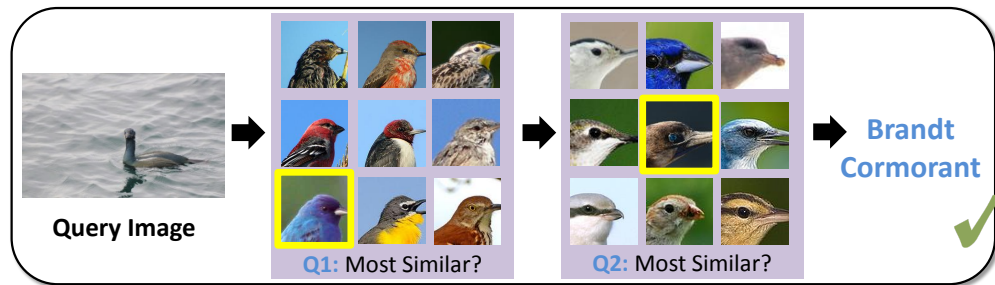 Query Image
Q1: Most Similar?
Q2: Most Similar?
Brandt
Cormorant